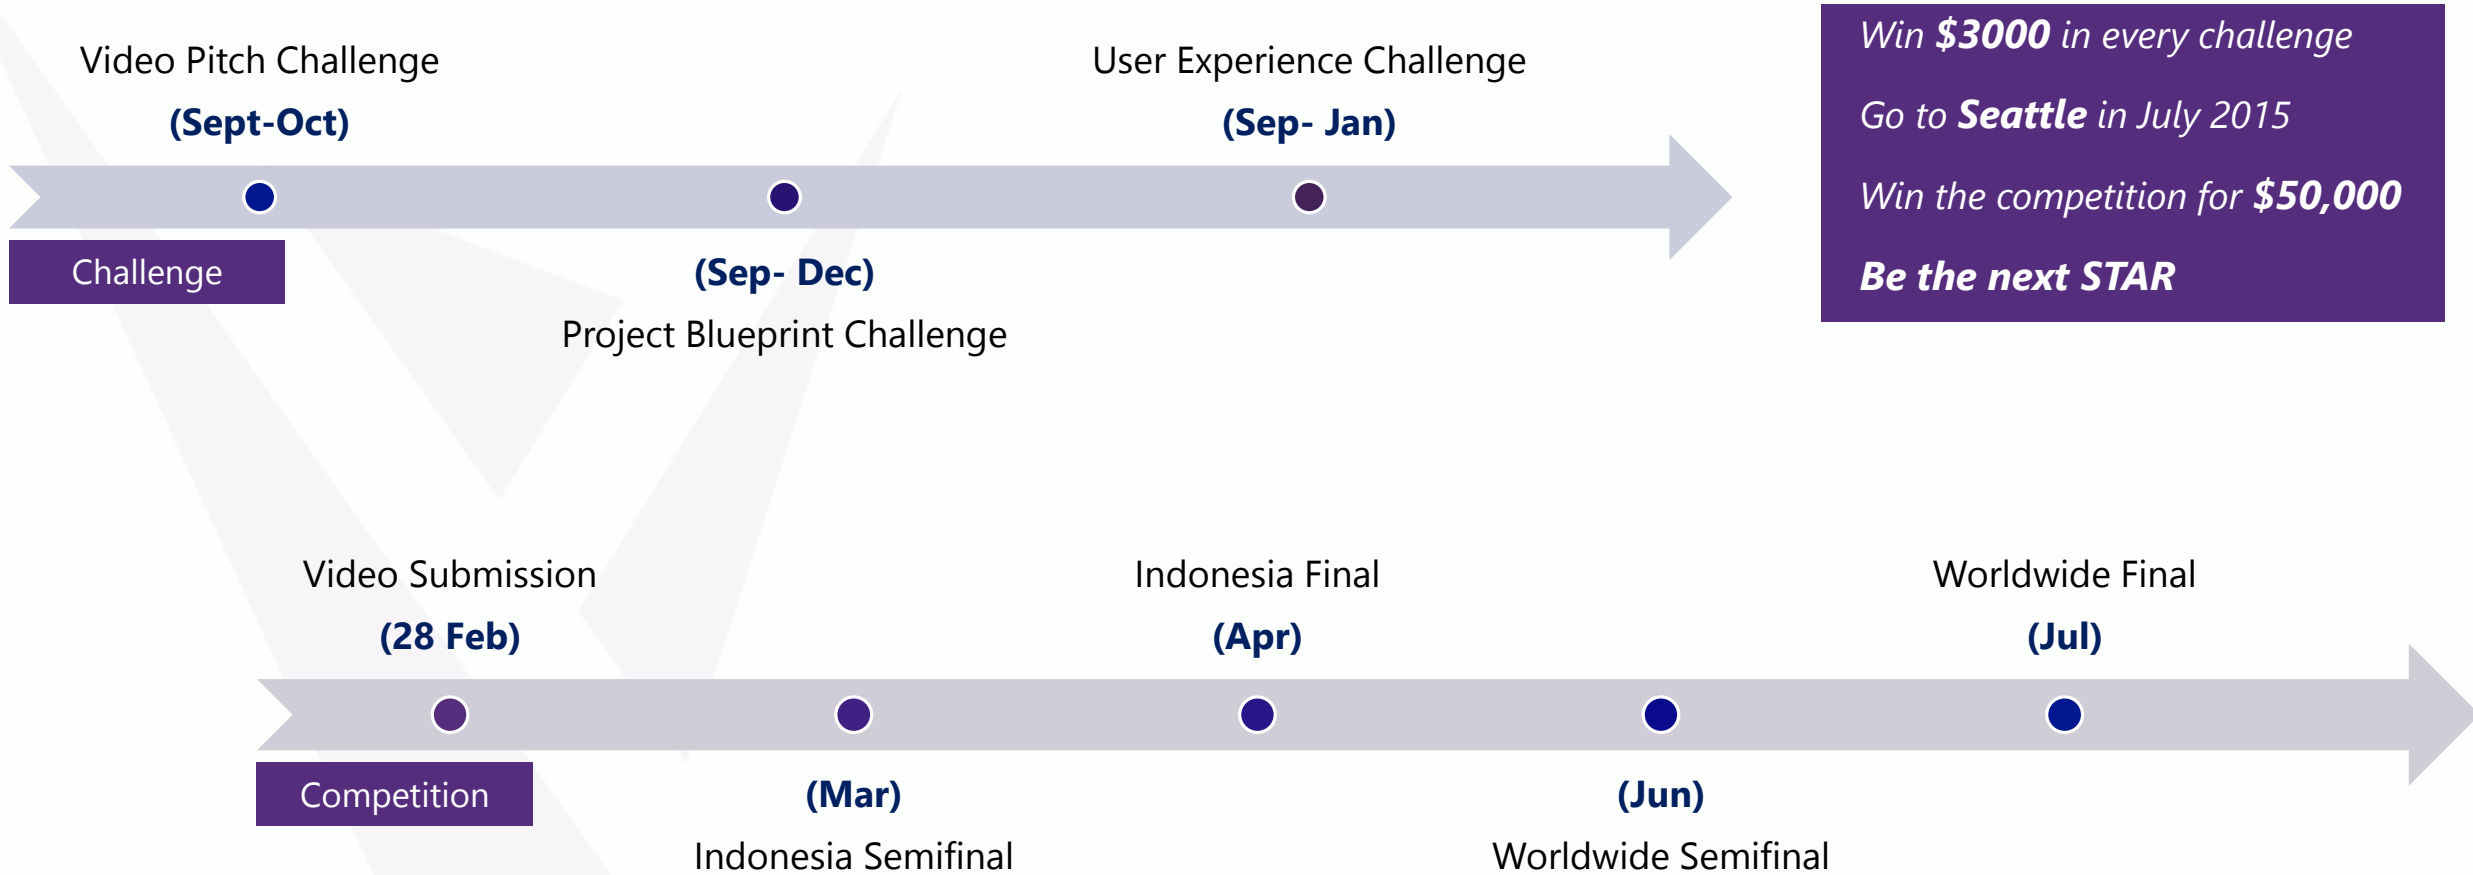 Video Pitch Challenge
(Sept-Oct)
User Experience Challenge
(Sep- Jan)
Challenge
(Sep- Dec)
Project Blueprint Challenge
Win $3000 in every challenge
Go to Seattle in July 2015
Win the competition for $50,000
Be the next STAR
Video Submission
(28 Feb)
Indonesia Final
(Apr)
Worldwide Final
(Jul)
Competition
(Mar)
Indonesia Semifinal
(Jun)
Worldwide Semifinal